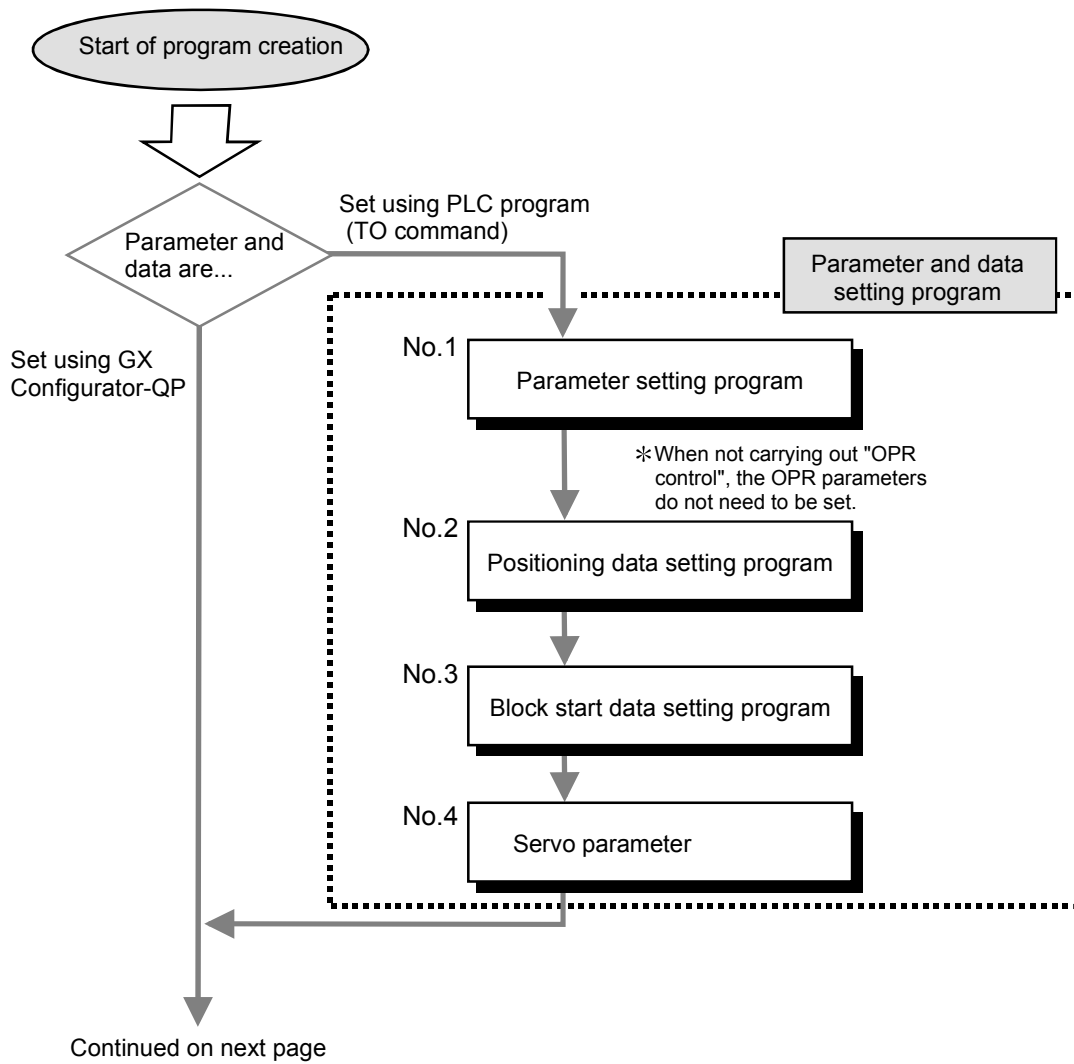 Start of program creation
Parameter and
data are...
Set using PLC program
(TO command)
Parameter and data
setting program
Set using GX
Configurator-QP
No.1
Parameter setting program
＊When not carrying out "OPR
control", the OPR parameters
do not need to be set.
No.2
Positioning data setting program
No.3
Block start data setting program
No.4
Servo parameter
Continued on next page